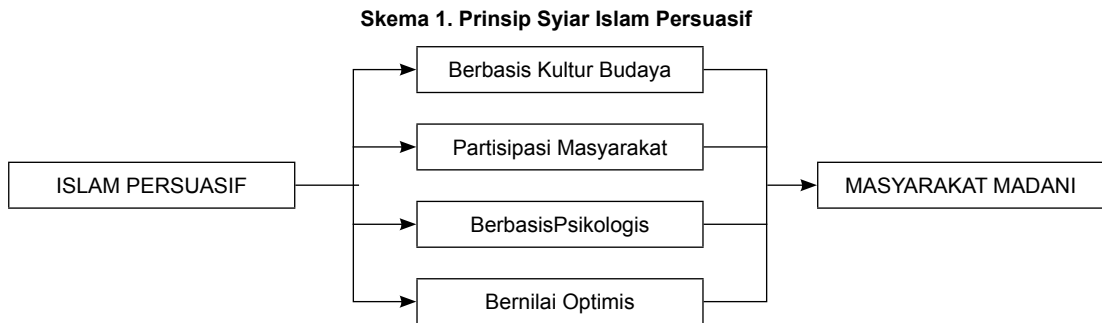 Skema 1. Prinsip Syiar Islam Persuasif
Berbasis Kultur Budaya
Partisipasi Masyarakat
ISLAM PERSUASIF
MASYARAKAT MADANI
BerbasisPsikologis
Bernilai Optimis